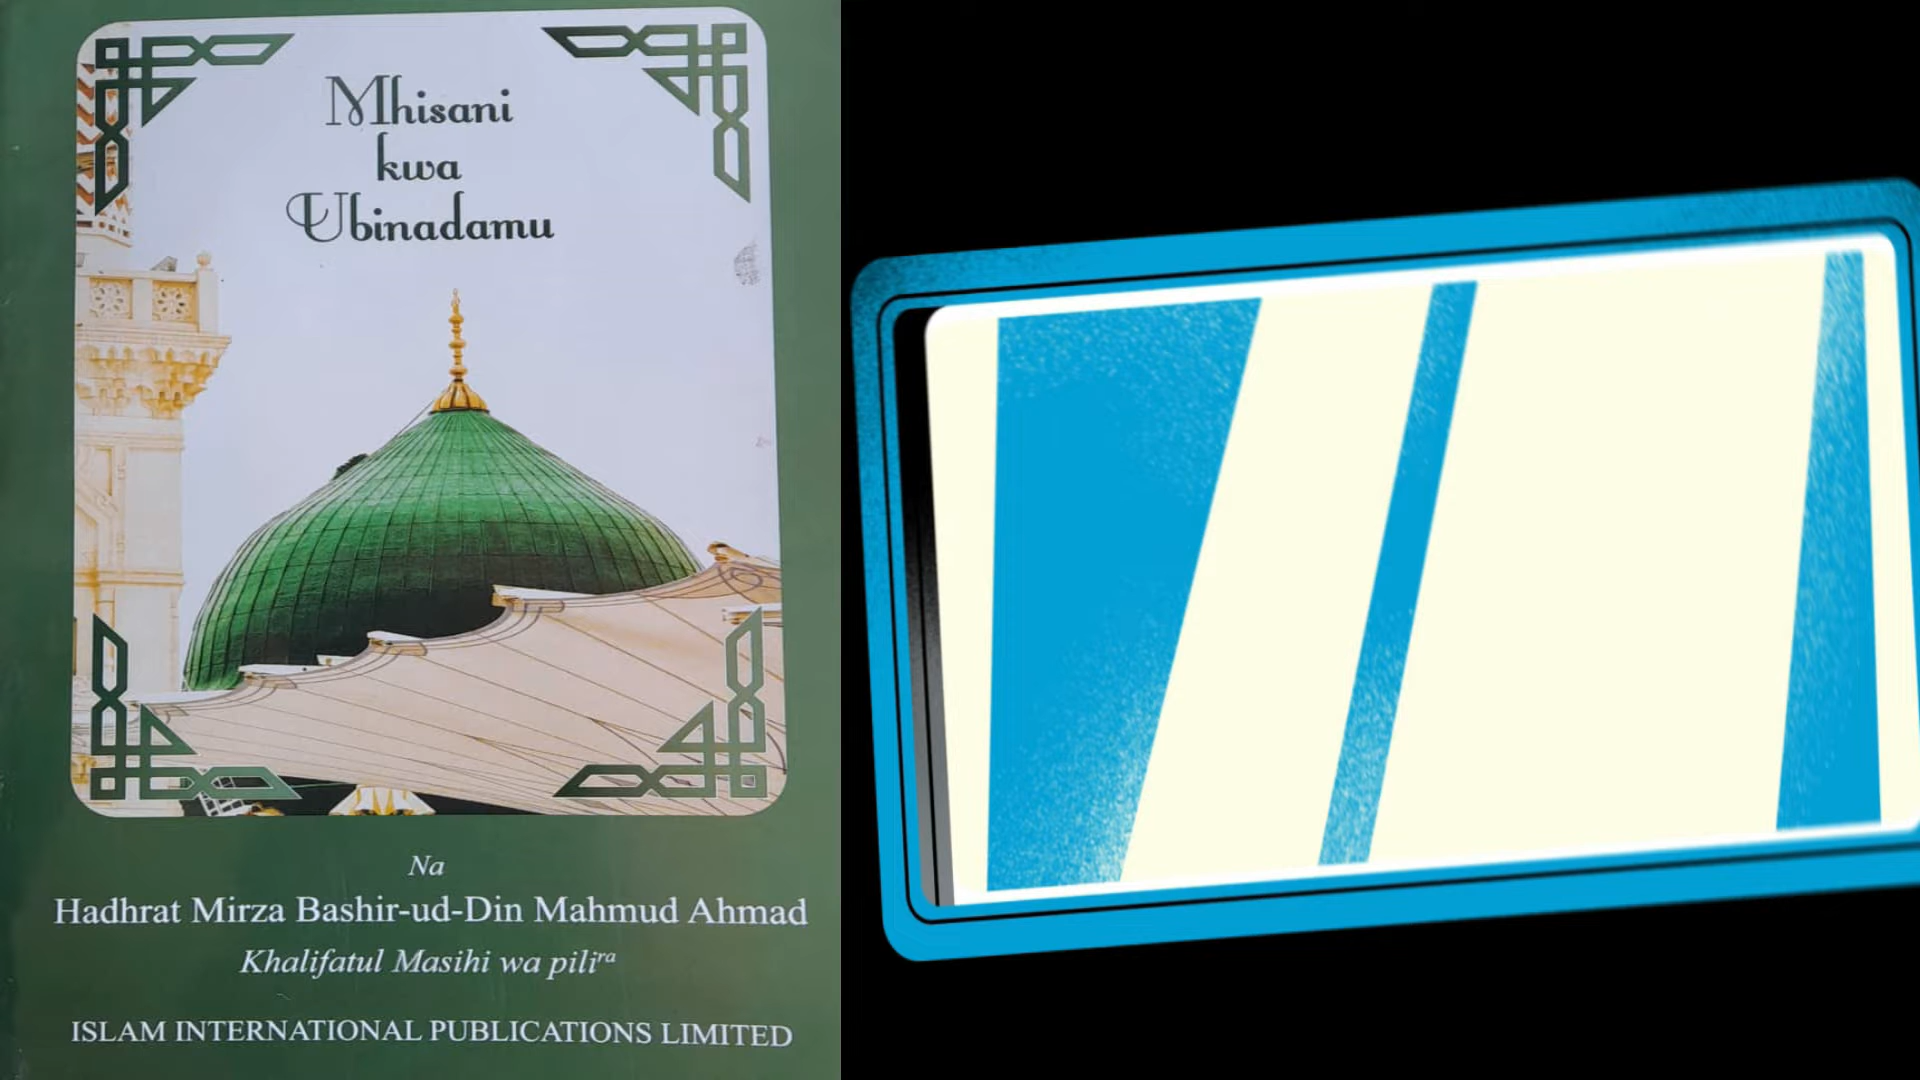 Mhisani
kwa
Ubinadamu
Na
Hadhrat Mirza Bashir-ud-Din Mahmud Ahmad
Khalifatul Masihi wa pili ra
ISLAM INTERNATIONAL PUBLICATIONS LIMITED